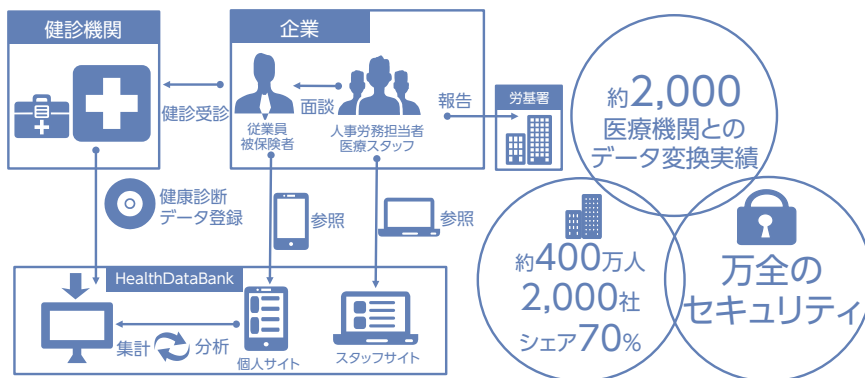 健診機関
企業
健診受診
面談
従業員
被保険者
人事労務担当者
医療スタッフ
報告
労基署
健康診断
データ登録
参照
参照
HealthDataBank
集計
分析
個人サイト
スタッフサイト
約2,000
医療機関との
データ変換実績
約400万人
2,000社
シェア70%
万全の
セキュリティ